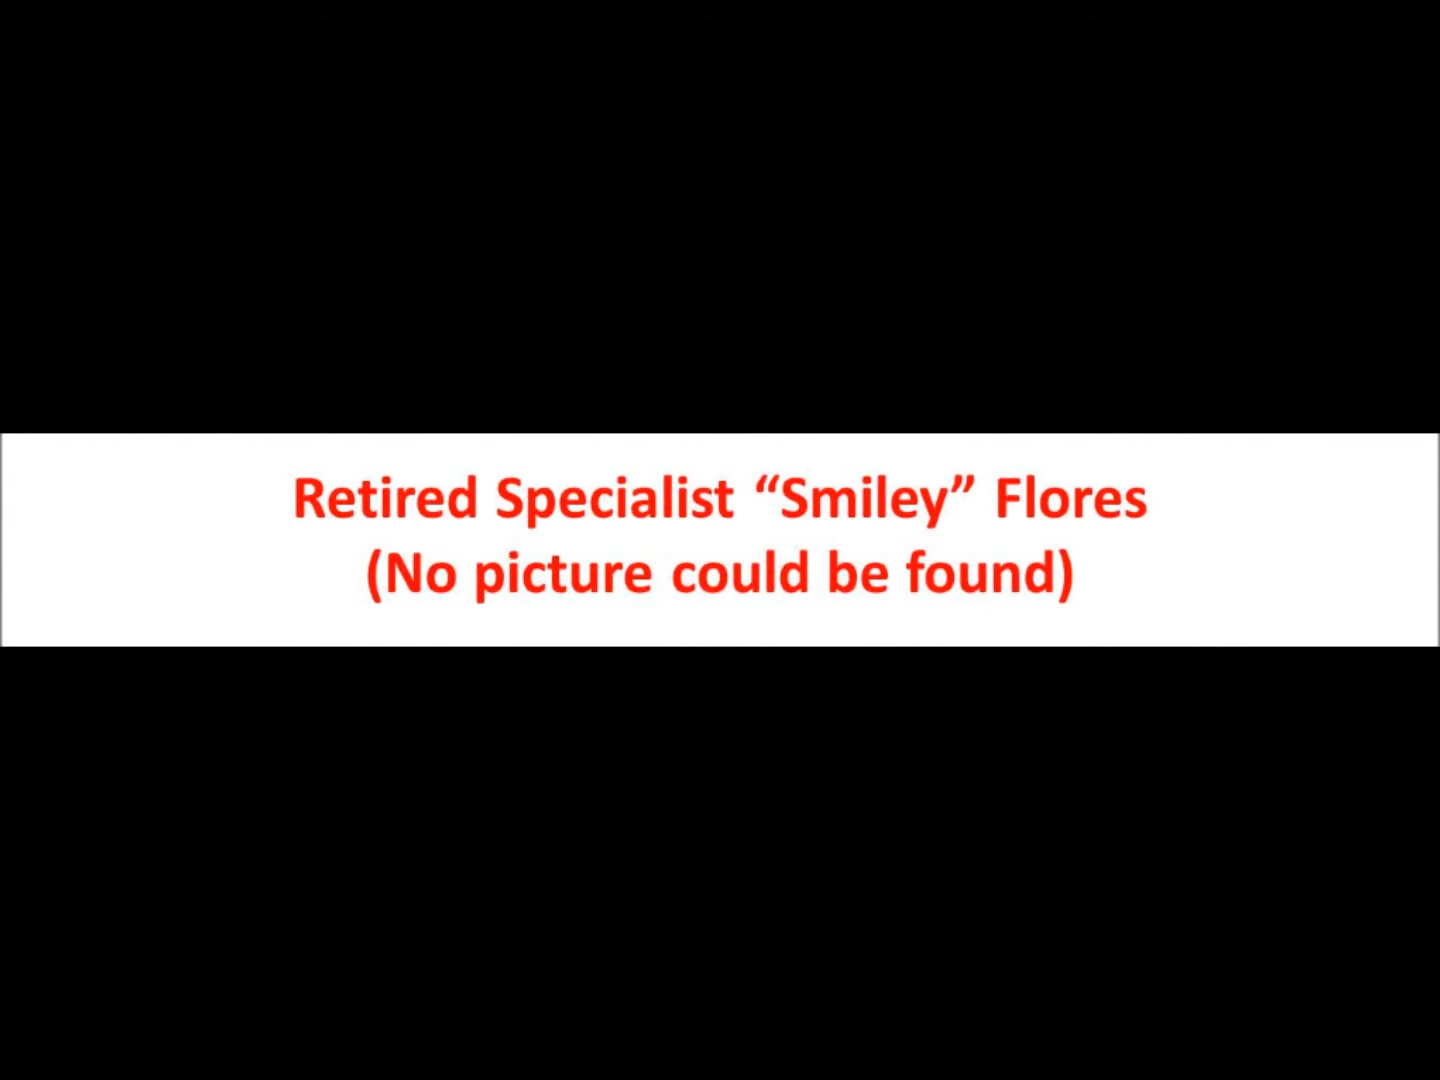 Retired Specialist “Smiley” Flores
(No picture could be found)